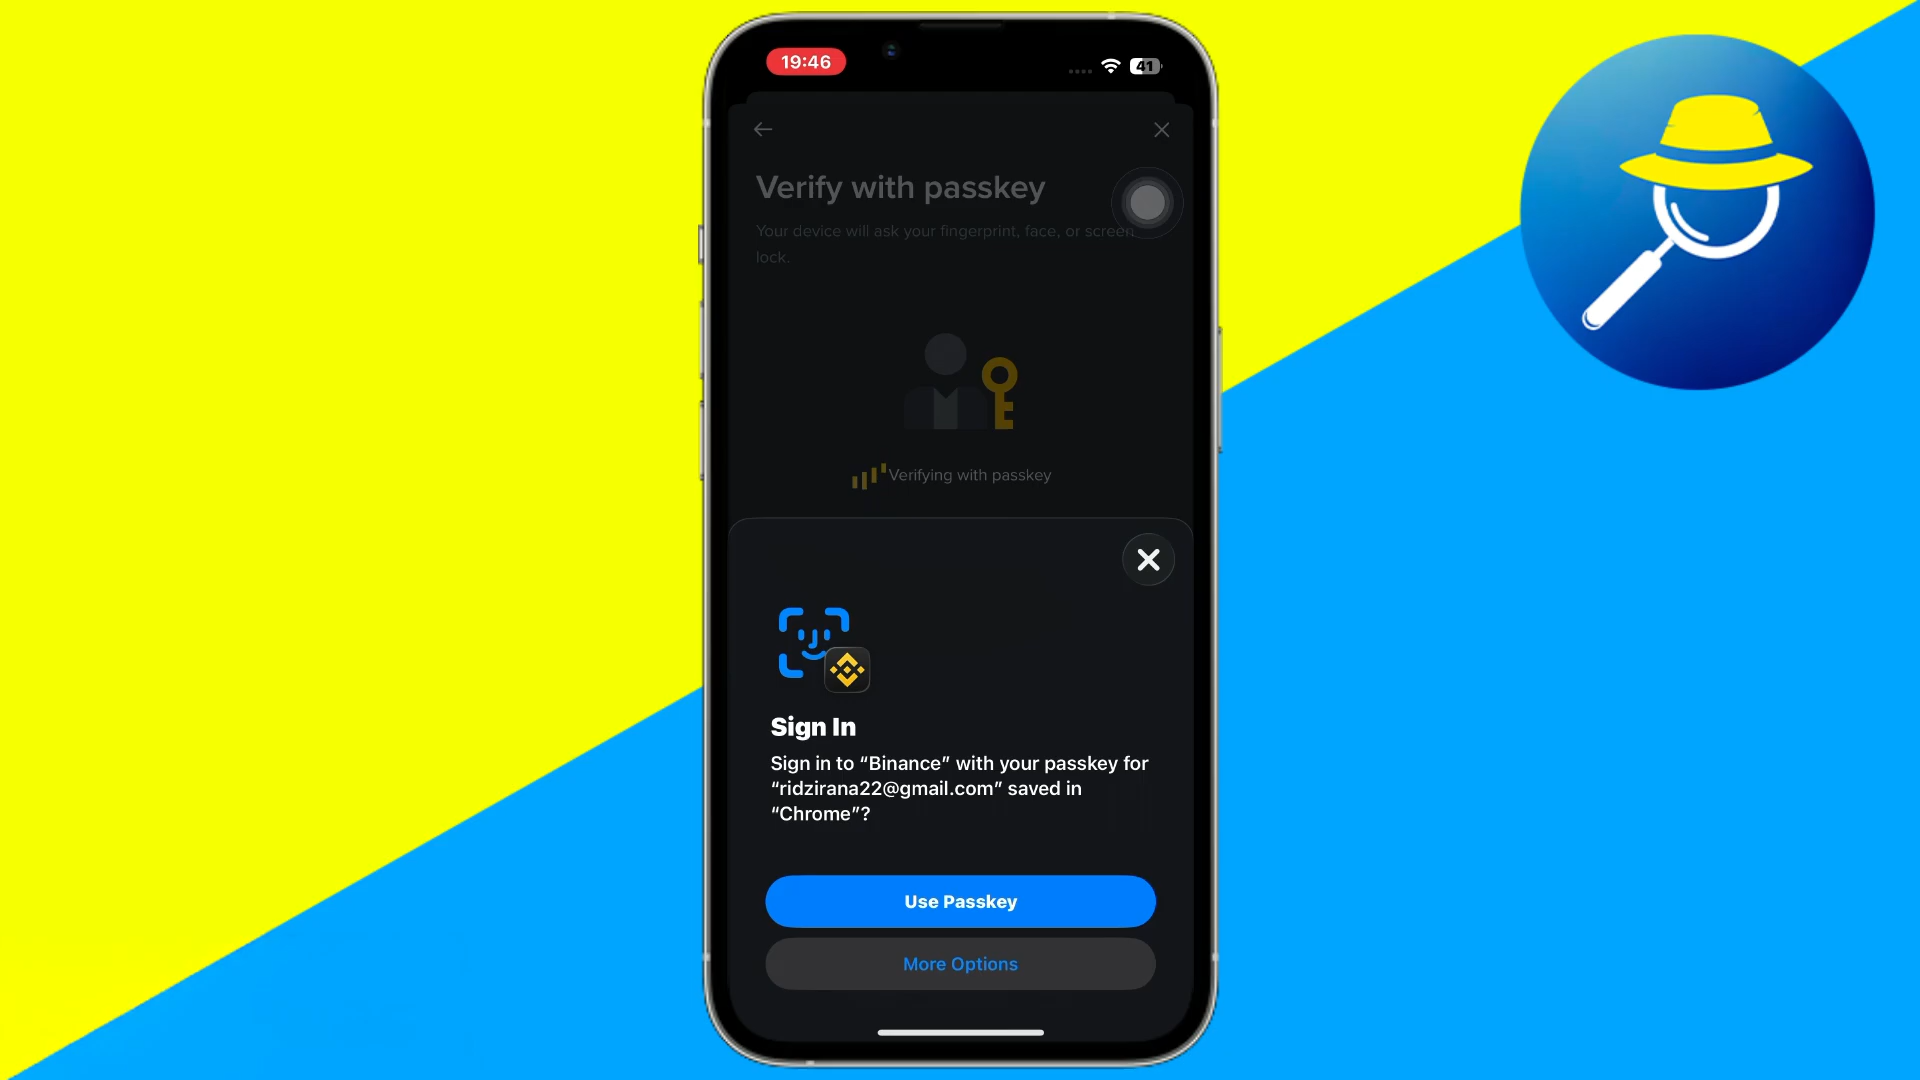 19:46
41
Verify with passkey
Your device will ask your fingerprint, face, or screen
lock.
Verifying with passkey
Sign In
Sign in to “Binance” with your passkey for
“ridzirana22@gmail.com” saved in
“Chrome”?
Use Passkey
More Options